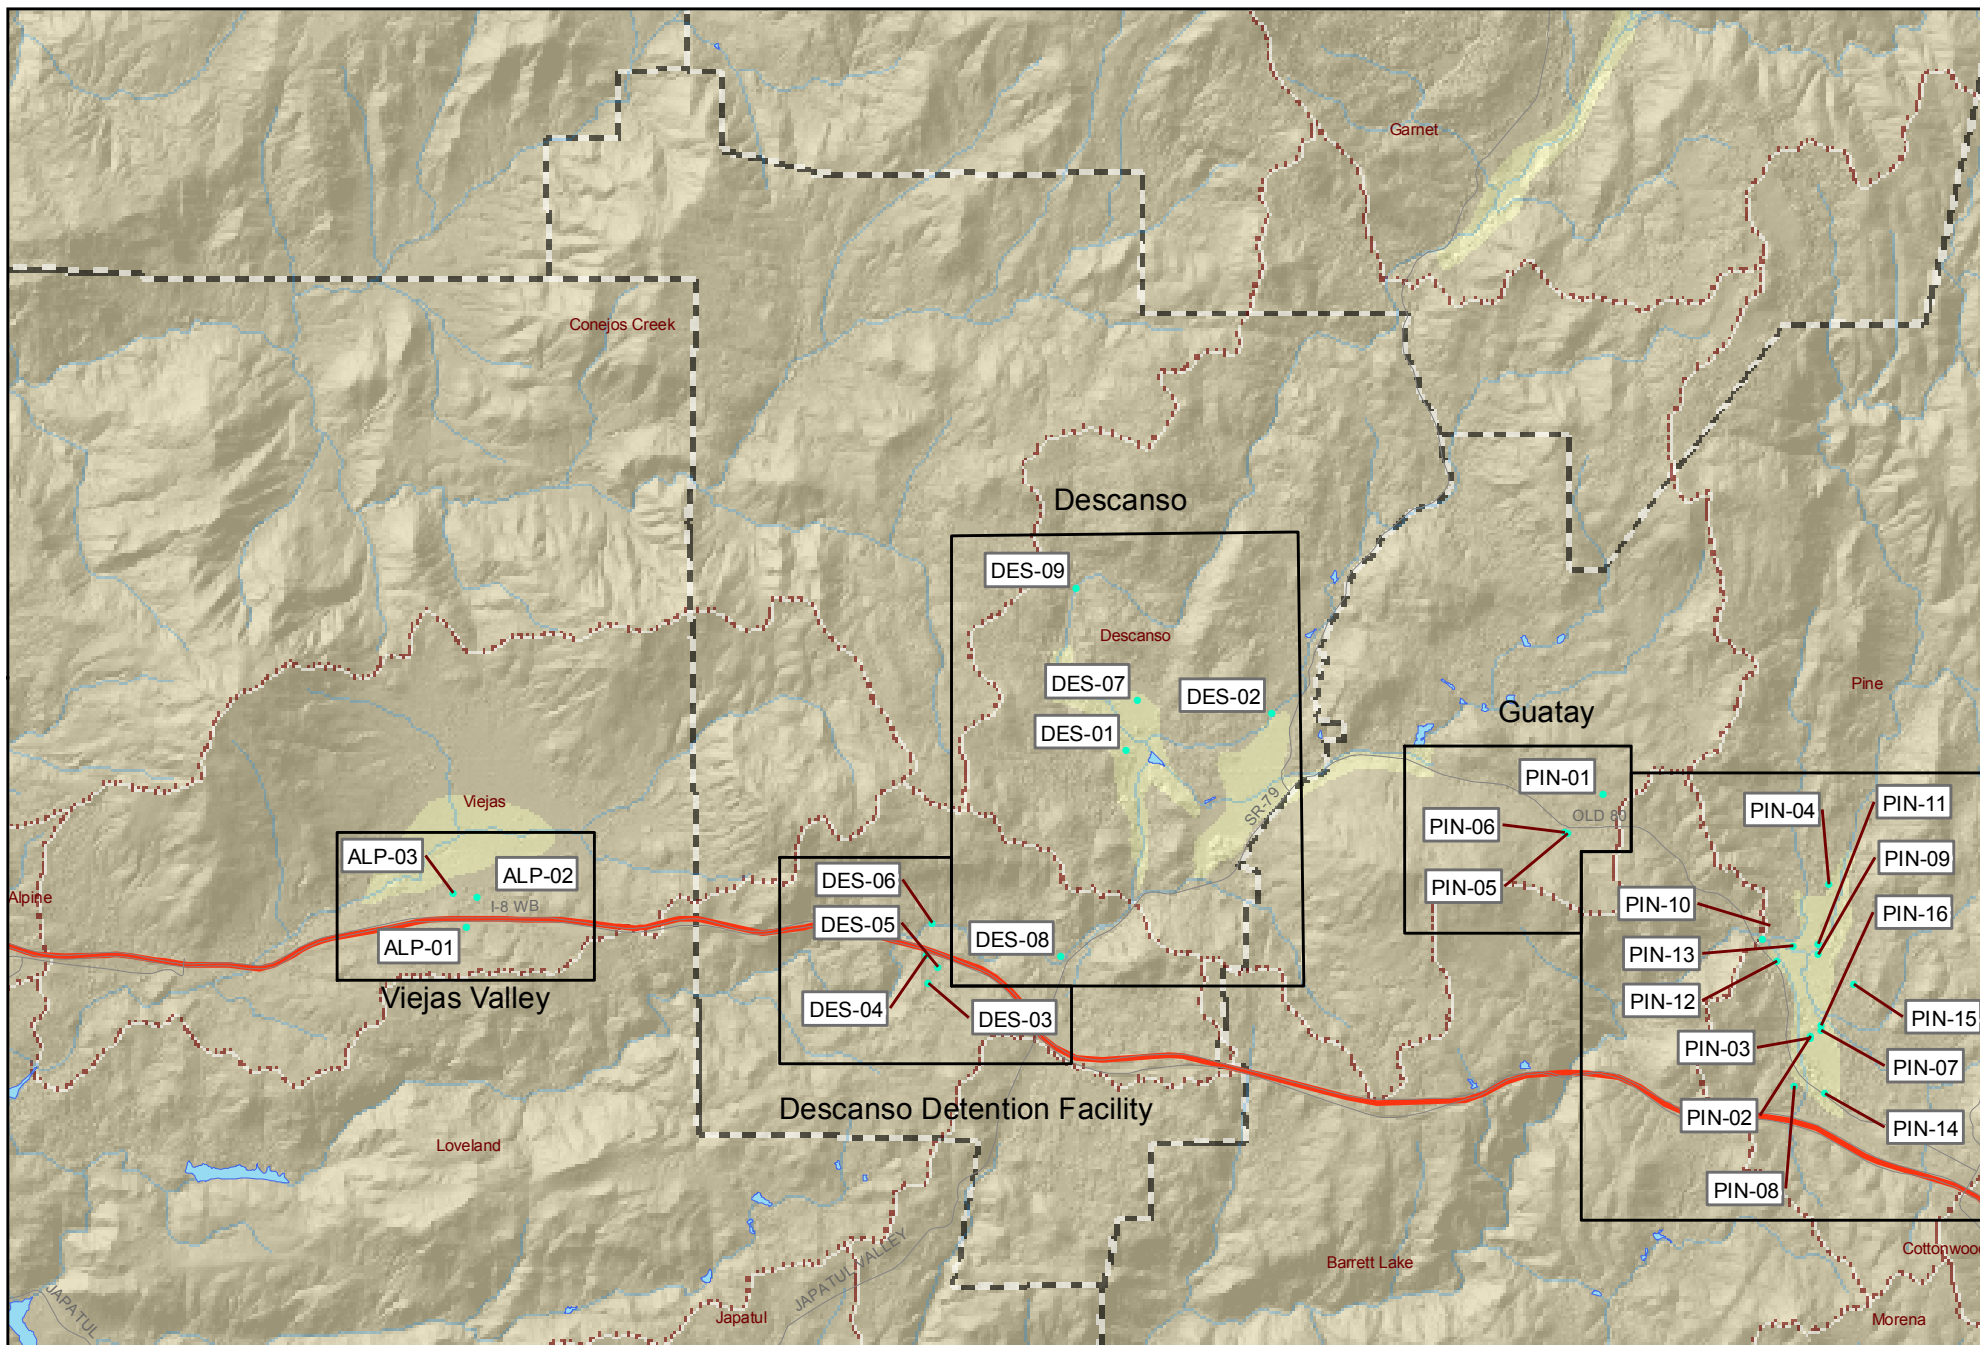 Garnet
Conejos Creek
Descanso
DES-09
Descanso
DES-07
DES-02
DES-01
SR-79
Pine
Guatay
PIN-01
OLD 80
PIN-06
PIN-05
PIN-04
PIN-11
PIN-09
PIN-16
PIN-10
PIN-13
PIN-12
PIN-15
PIN-03
PIN-07
PIN-02
PIN-14
PIN-08
Viejas
ALP-03
ALP-02
I-8 WB
ALP-01
Alpine
Viejas Valley
DES-06
DES-05
DES-08
DES-04
DES-03
Descanso Detention Facility
Loveland
JAPATUL VALLEY
JAPATUL
Japatul
Barrett Lake
Cottonwood
Morena